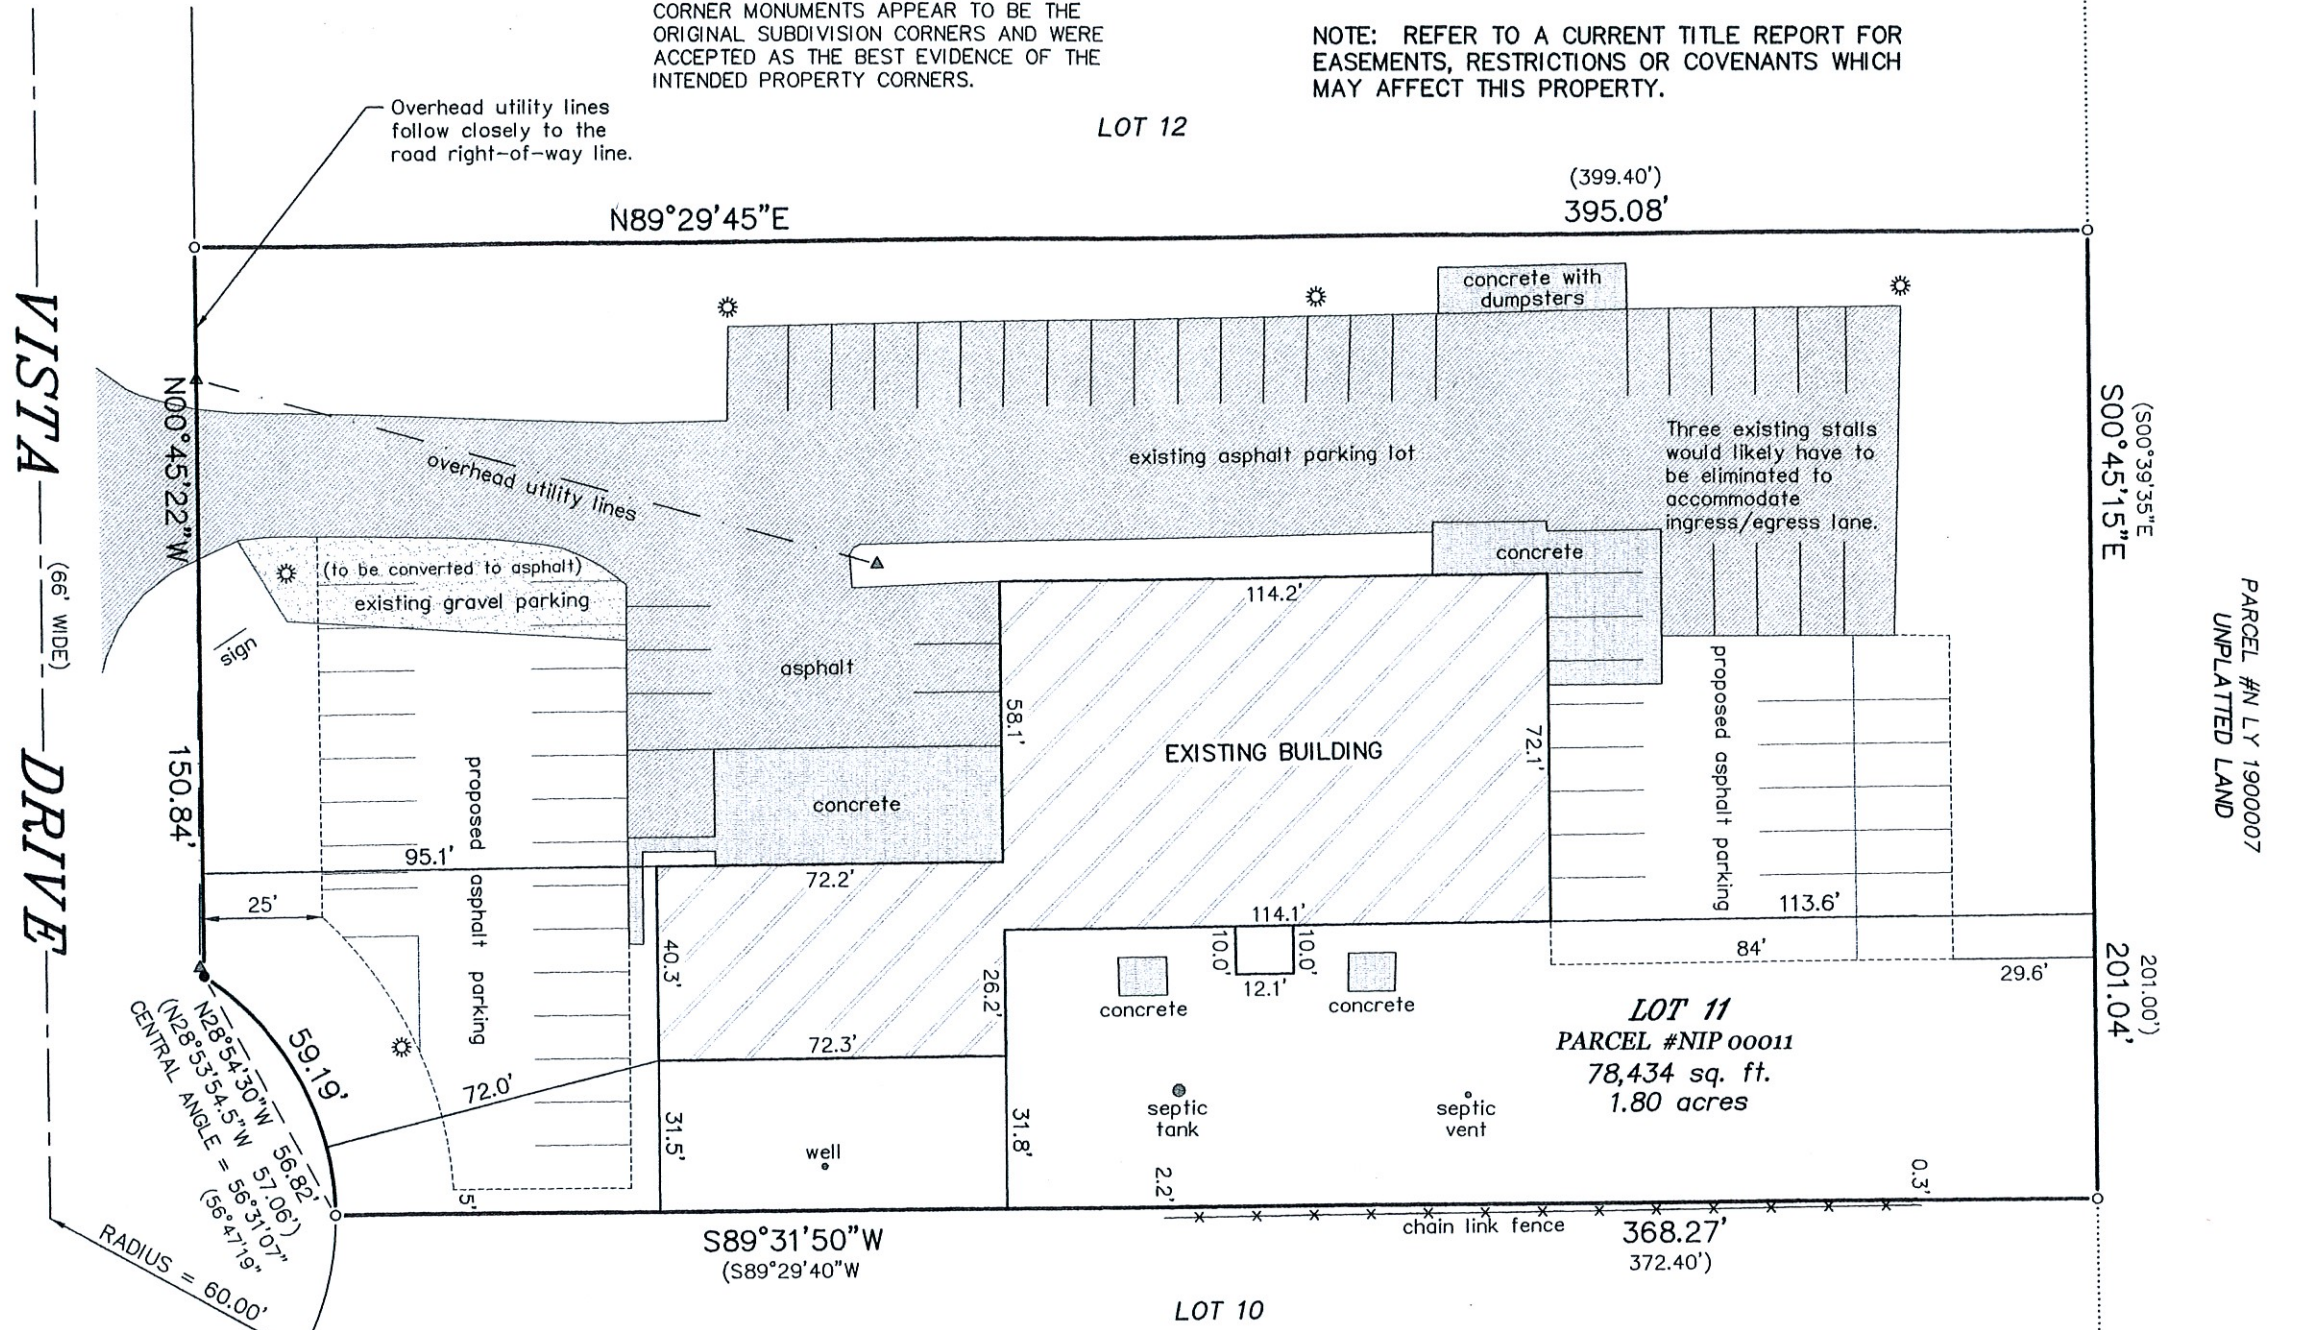 CORNER MONUMENTS APPEAR TO BE THE
ORIGINAL SUBDIVISION CORNERS AND WERE
ACCEPTED AS THE BEST EVIDENCE OF THE
INTENDED PROPERTY CORNERS.
NOTE: REFER TO A CURRENT TITLE REPORT FOR
EASEMENTS, RESTRICTIONS OR COVENANTS WHICH
MAY AFFECT THIS PROPERTY.
Overhead utility lines
follow closely to the
road right-of-way line.
LOT 12
(399.40')
N89°29'45"E
395.08'
concrete with
dumpsters
VISTA
(66' WIDE)
DRIVE
N00°45'22"W
150.84'
overhead utility lines
existing asphalt parking lot
Three existing stalls
would likely have to
be eliminated to
accommodate
ingress/egress lane.
(S00°39'35"E
S00°45'15"E
PARCEL #NLY 1900007
UNPLATTED LAND
concrete
(to be converted to asphalt)
existing gravel parking
114.2'
sign
asphalt
58.1'
EXISTING BUILDING
72.1'
proposed asphalt parking
proposed asphalt parking
concrete
95.1'
72.2'
25'
114.1'
113.6'
84'
29.6'
40.3'
26.2'
10.0'
10.0'
12.1'
concrete
concrete
201.00')
201.04'
LOT 11
PARCEL #NIP 00011
78,434 sq. ft.
1.80 acres
72.3'
59.19'
N28°54'30"W 56.82'
(N28°53'54.5"W 57.06')
CENTRAL ANGLE = 56°31'07"
(56°47'19"
72.0'
31.5'
31.8'
well
septic
tank
septic
vent
2.2'
0.3'
5'
RADIUS = 60.00'
chain link fence
S89°31'50"W
(S89°29'40"W
368.27'
372.40')
LOT 10